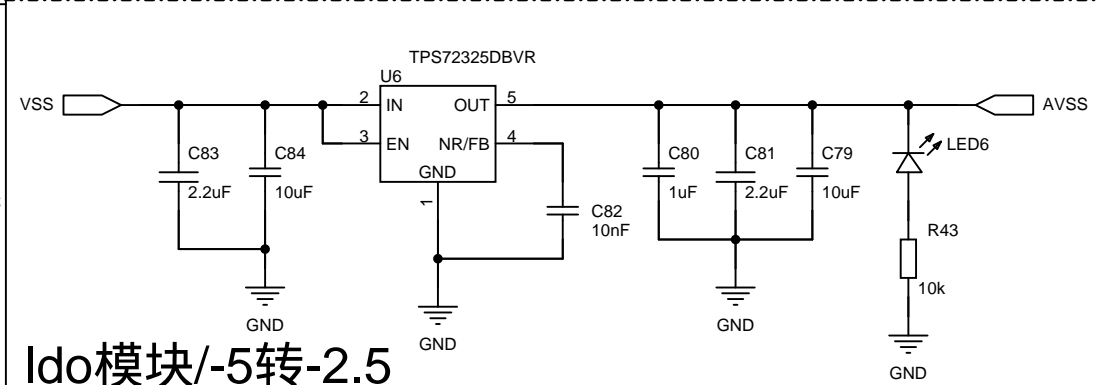 TPS72325DBVR
U6
VSS
2 IN
OUT 5
AVSS
3 EN
NR/FB 4
GND
1
C83
2.2uF
C84
10uF
C82
10nF
C80
1uF
C81
2.2uF
C79
10uF
LED6
R43
10k
GND
GND
GND
GND
ldo模块/-5转-2.5